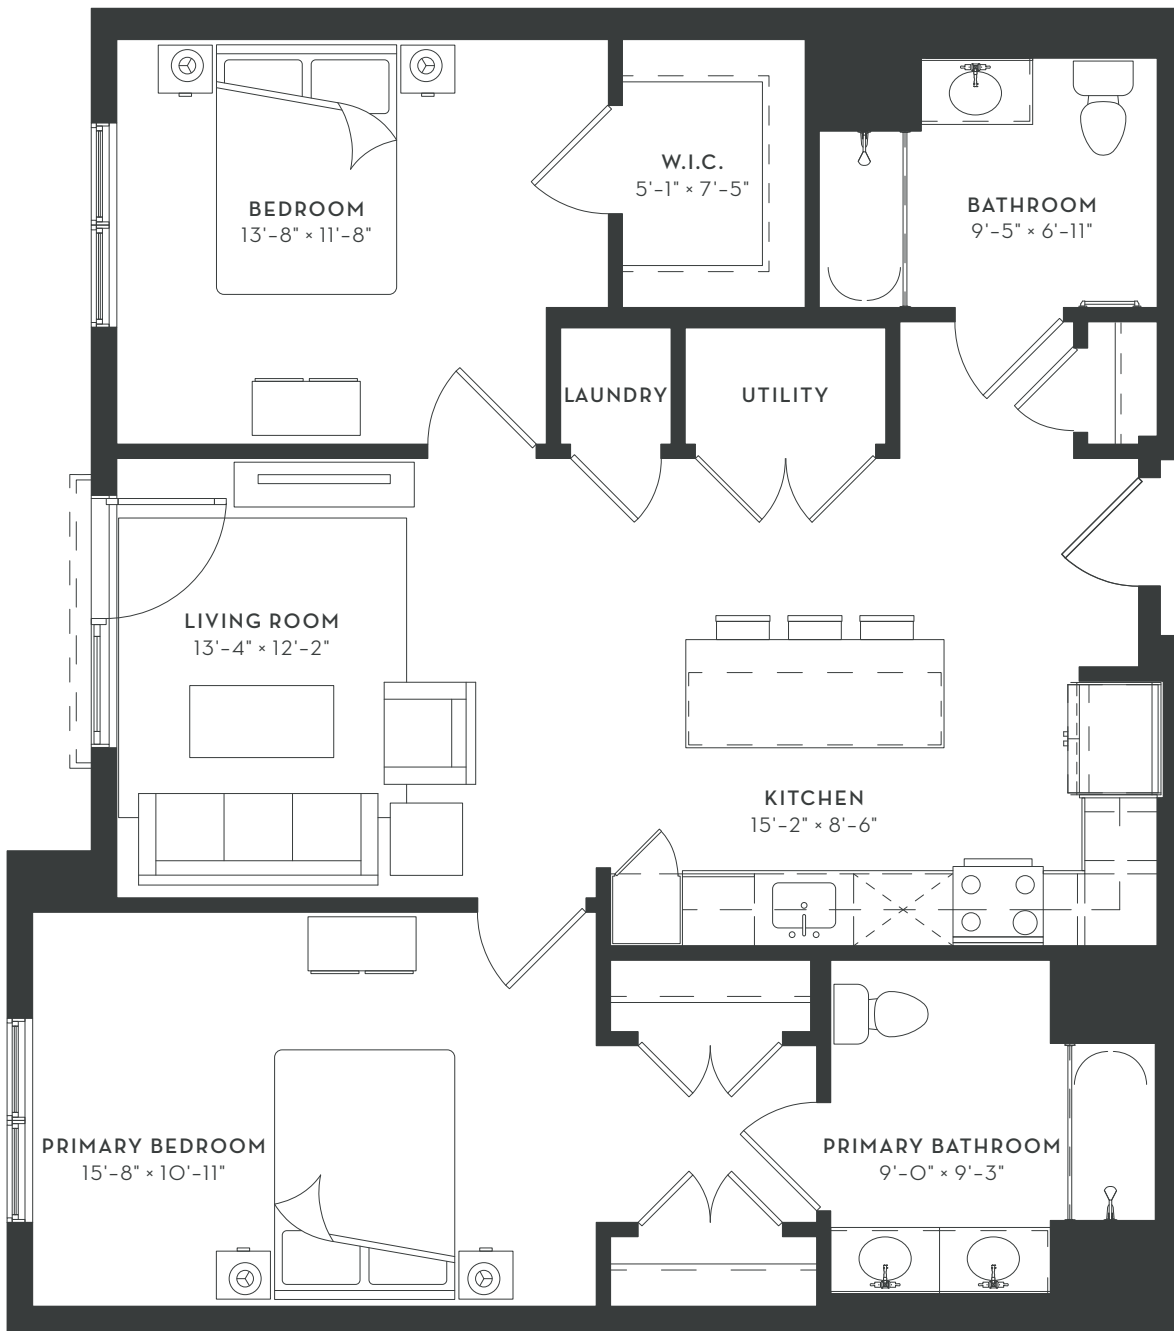 W.I.C.
5'-1" × 7'-5"
BEDROOM
13'-8" × 11'-8"
BATHROOM
9'-5" × 6'-11"
LAUNDRY
UTILITY
LIVING ROOM
13'-4" × 12'-2"
KITCHEN
15'-2" × 8'-6"
PRIMARY BEDROOM
15'-8" × 10'-11"
PRIMARY BATHROOM
9'-0" × 9'-3"